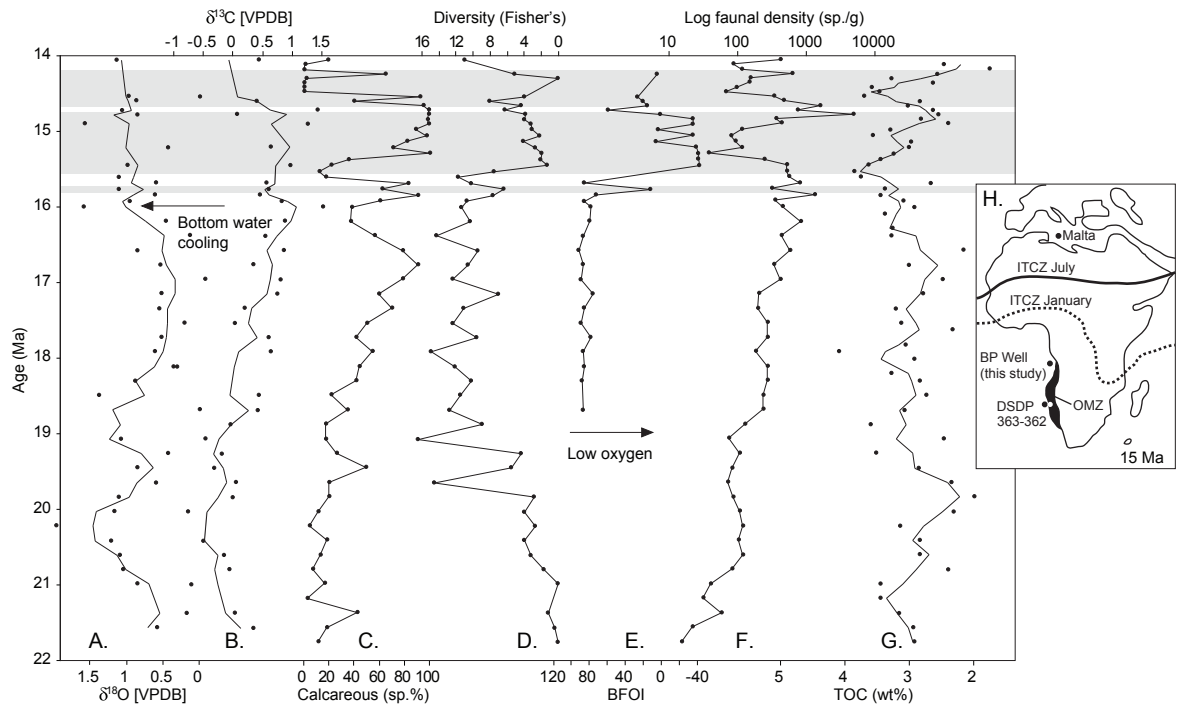 δ13C [VPDB]
Diversity (Fisher's)
Log faunal density (sp./g)
-1 -0.5 0 0.5 1 1.5
16 12 8 4 0
10 100 1000 10000
14
15
16
17
18
19
20
21
22
Age (Ma)
Bottom water
cooling
Low oxygen
A. B. C. D. E. F. G.
H.
Malta
ITCZ July
ITCZ January
BP Well
(this study)
DSDP
363-362
OMZ
15 Ma
1.5 1 0.5 0
0 20 40 60 80 100
120 80 40 0 -40
5 4 3 2
δ18O [VPDB]
Calcareous (sp.%)
BFOI
TOC (wt%)